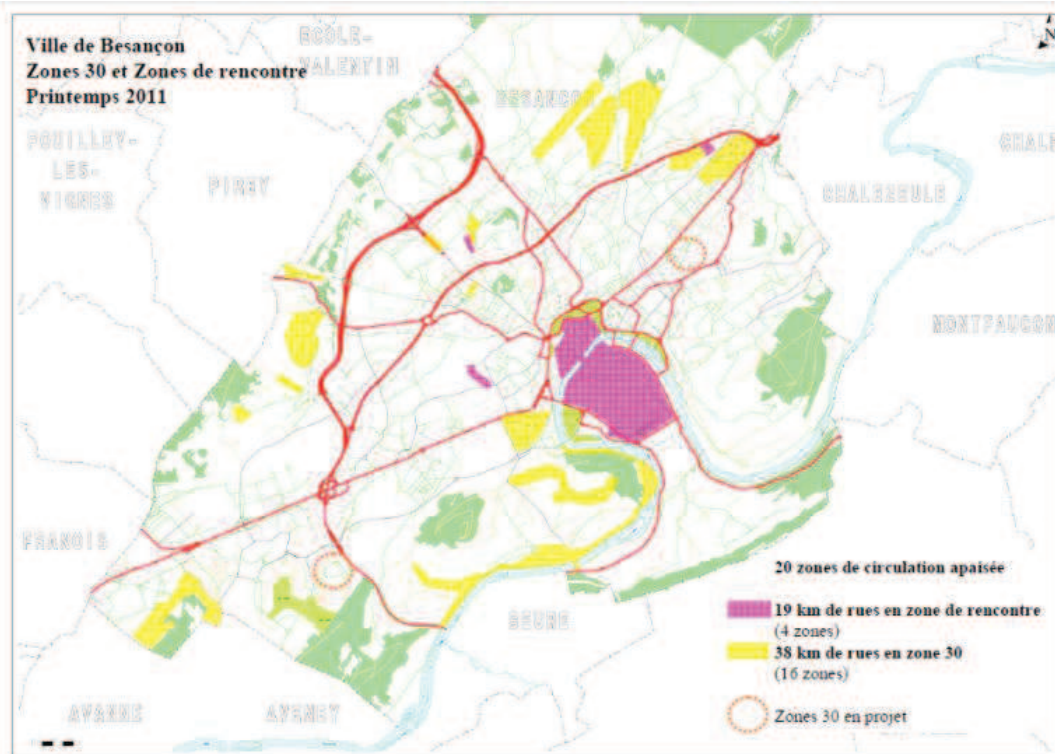 Ville de Besançon
Zones 30 et Zones de rencontre
Printemps 2011
N
ECOLE-
VALENTIN
BESANCON
POUILLEY-
LES-
VIGNES
PIREY
CHALEZEULE
MONTFAUCON
FRANOIS
BEURE
AVANNE
AVENEY
20 zones de circulation apaisée
19 km de rues en zone de rencontre
(4 zones)
38 km de rues en zone 30
(16 zones)
Zones 30 en projet